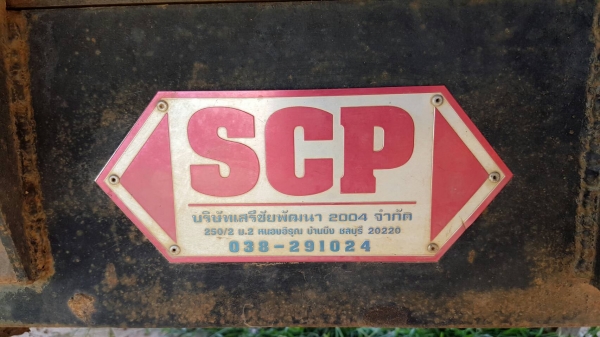 SCP
บริษัทเสรีชัยพัฒนา 2004 จำกัด
250/2 ม.2 หนองอิรุณ บ้านบึง ชลบุรี 20220
038-291024